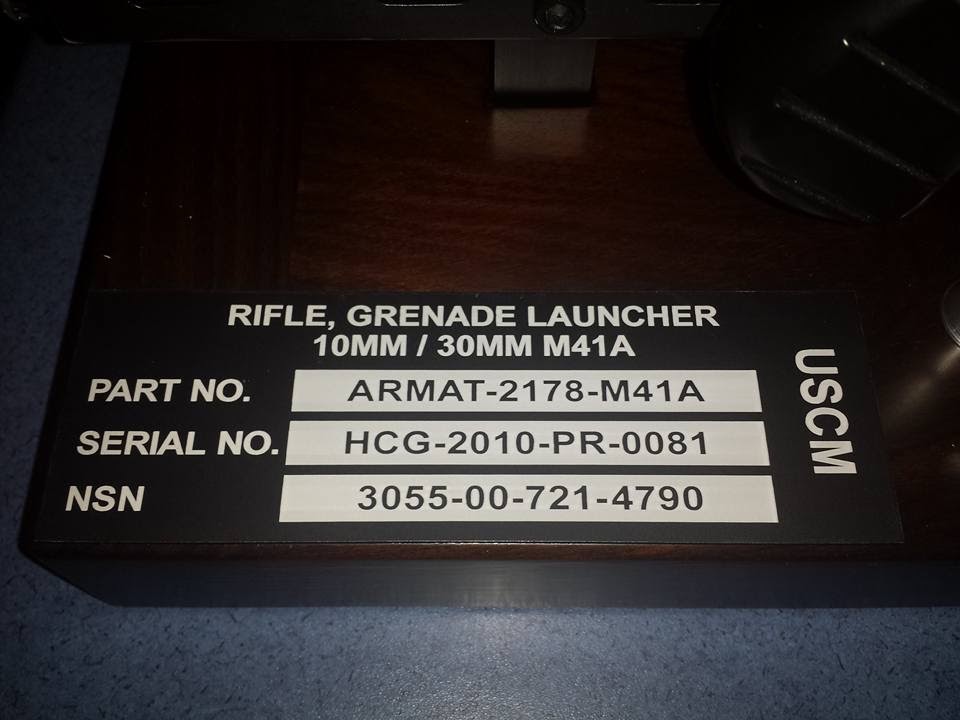 RIFLE, GRENADE LAUNCHER
10MM / 30MM M41A
PART NO. ARMAT-2178-M41A
SERIAL NO. HCG-2010-PR-0081
NSN 3055-00-721-4790
USCM